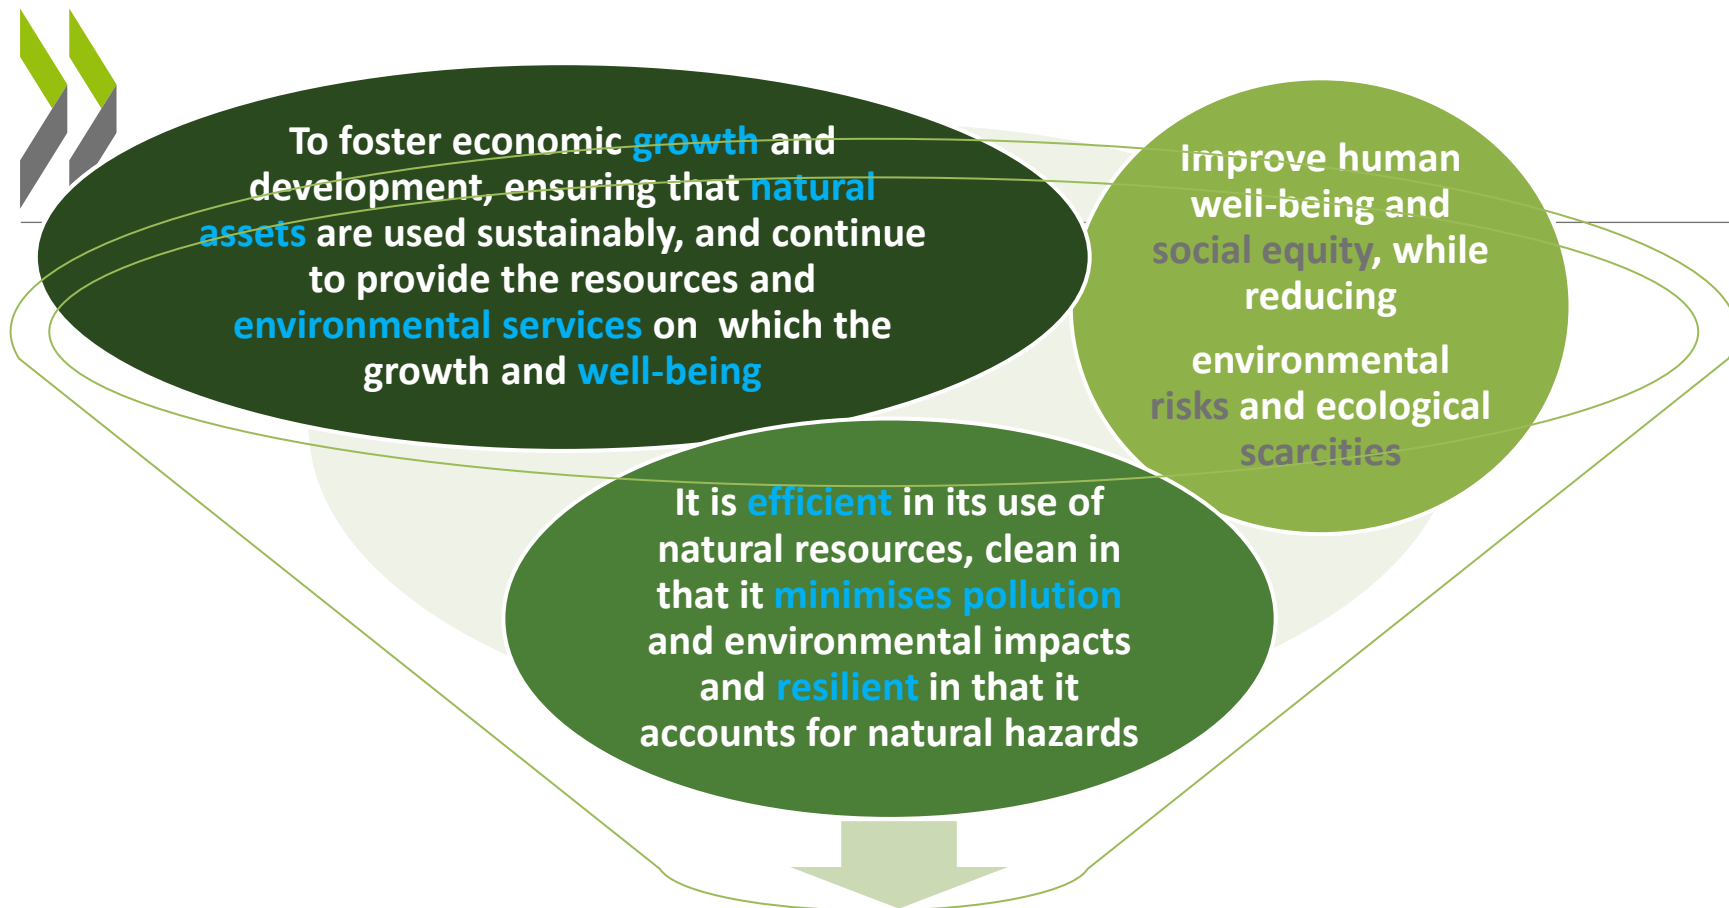 To foster economic growth and
development, ensuring that natural
assets are used sustainably, and continue
to provide the resources and
environmental services on which the
growth and well-being
improve human
well-being and
social equity, while
reducing
environmental
risks and ecological
scarcities
It is efficient in its use of
natural resources, clean in
that it minimises pollution
and environmental impacts
and resilient in that it
accounts for natural hazards